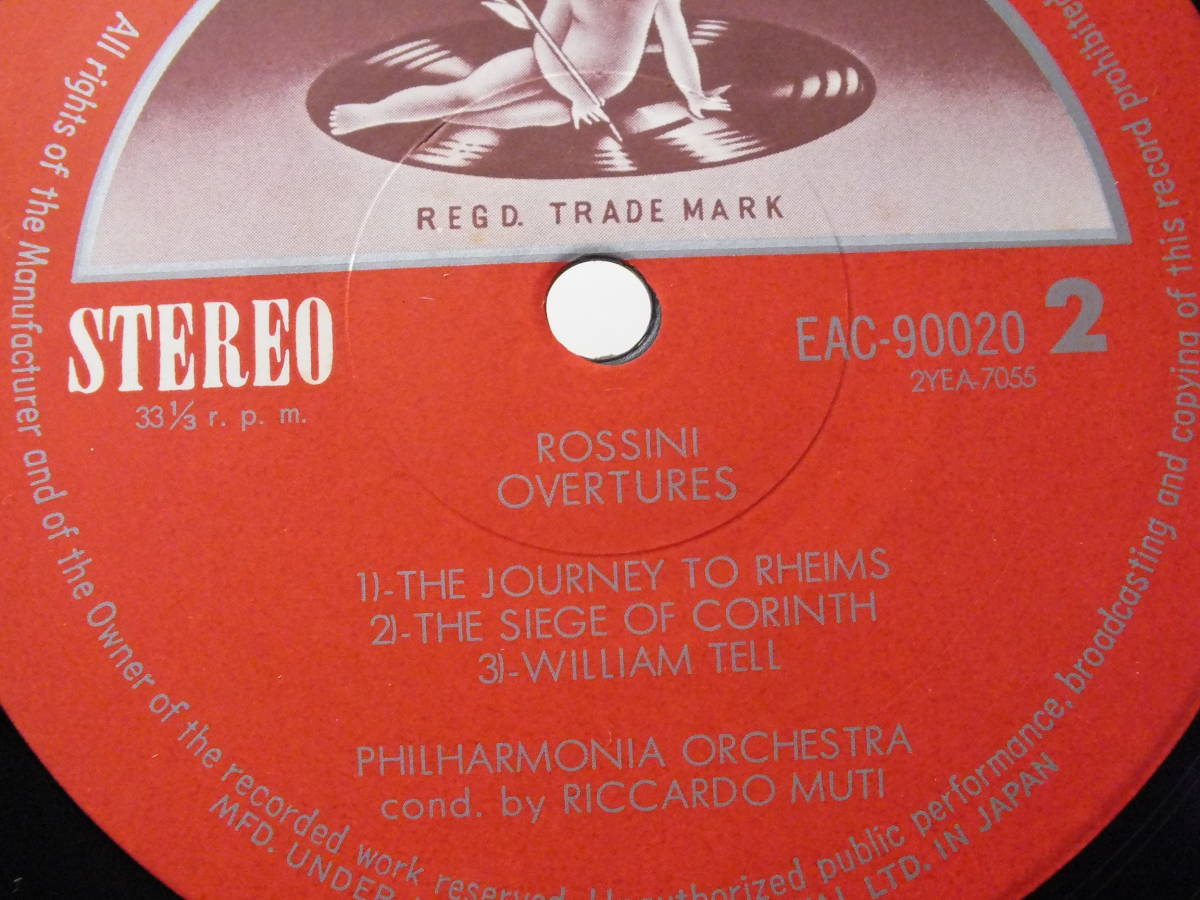 REGD. TRADE MARK
STEREO
33 1/3 r. p. m.
EAC-90020 2
2YEA-7055
ROSSINI
OVERTURES
1)-THE JOURNEY TO RHEIMS
2)-THE SIEGE OF CORINTH
3)-WILLIAM TELL
PHILHARMONIA ORCHESTRA
cond. by RICCARDO MUTI
All rights of the Manufacturer and of the Owner of the recorded work reserved. Unauthorized public performance, broadcasting and copying of this record prohibited
MFD. UNDER LTD. IN JAPAN